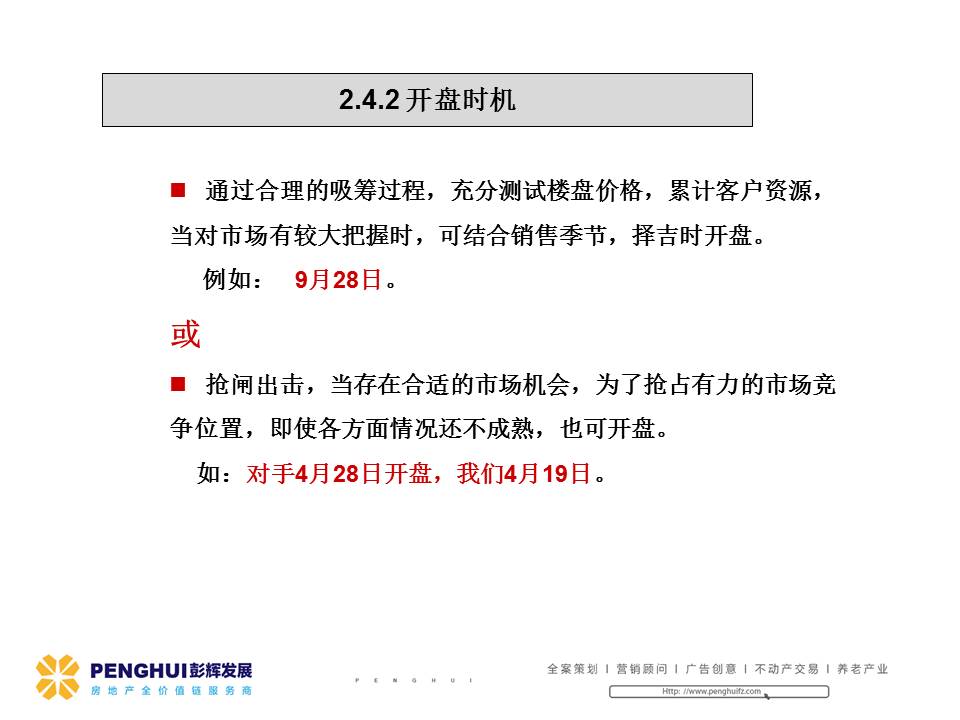 2.4.2 开盘时机
■ 通过合理的吸筹过程，充分测试楼盘价格，累计客户资源，
当对市场有较大把握时，可结合销售季节，择吉时开盘。
例如： 9月28日。
或
■ 抢闸出击，当存在合适的市场机会，为了抢占有力的市场竞
争位置，即使各方面情况还不成熟，也可开盘。
如：对手4月28日开盘，我们4月19日。
PENGHUI彭辉发展
房地产全价值链服务商
PENGHUI
全案策划 | 营销顾问 | 广告创意 | 不动产交易 | 养老产业
Http: //www.penghuifz.com